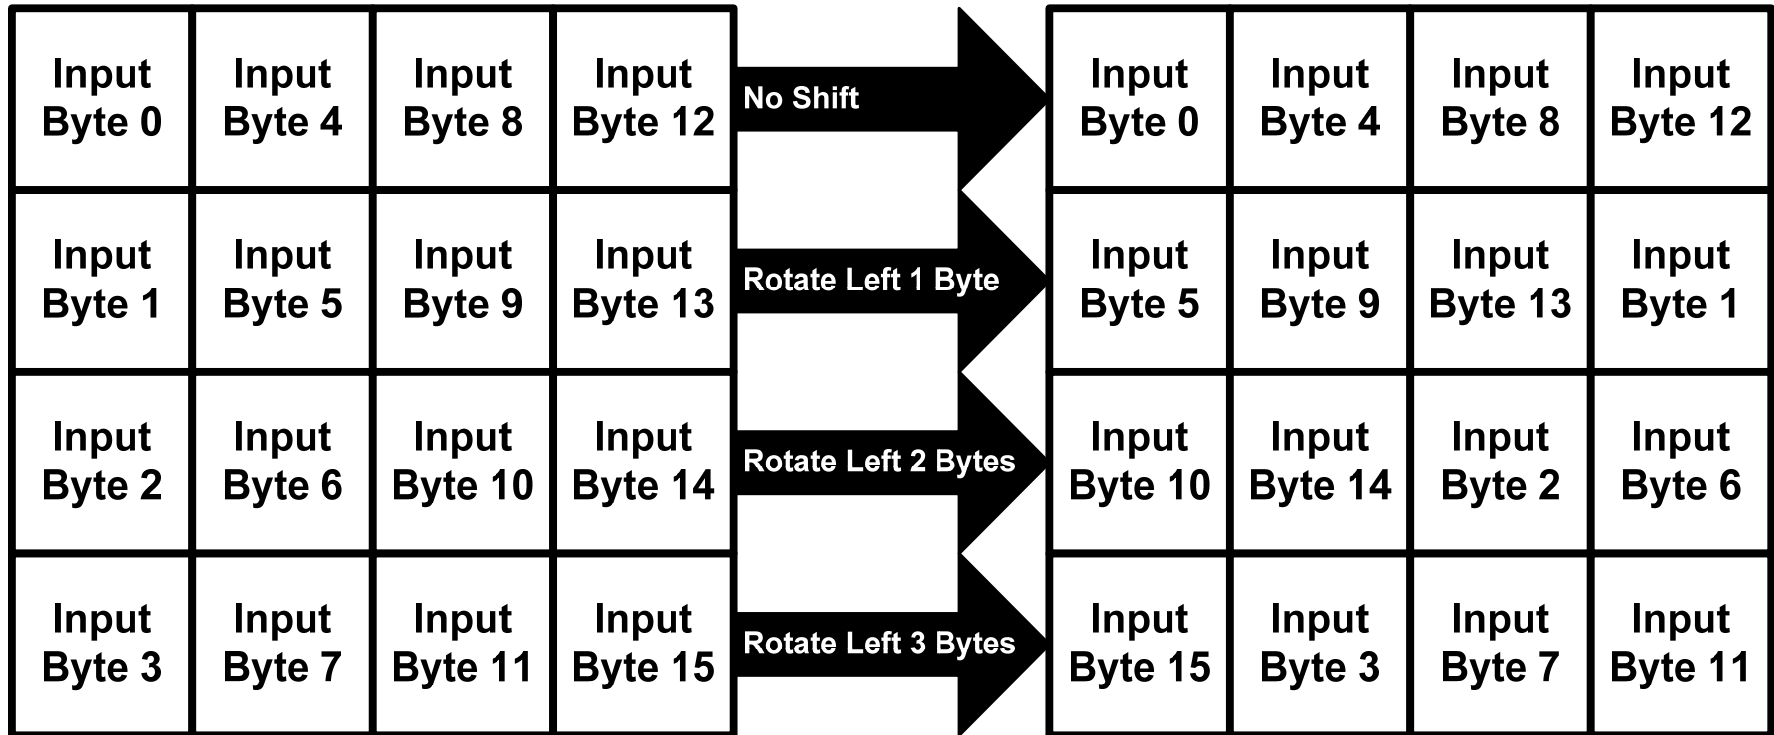 Input Byte 0
Input Byte 4
Input Byte 8
Input Byte 12
No Shift
Input Byte 0
Input Byte 4
Input Byte 8
Input Byte 12
Input Byte 1
Input Byte 5
Input Byte 9
Input Byte 13
Rotate Left 1 Byte
Input Byte 5
Input Byte 9
Input Byte 13
Input Byte 1
Input Byte 2
Input Byte 6
Input Byte 10
Input Byte 14
Rotate Left 2 Bytes
Input Byte 10
Input Byte 14
Input Byte 2
Input Byte 6
Input Byte 3
Input Byte 7
Input Byte 11
Input Byte 15
Rotate Left 3 Bytes
Input Byte 15
Input Byte 3
Input Byte 7
Input Byte 11